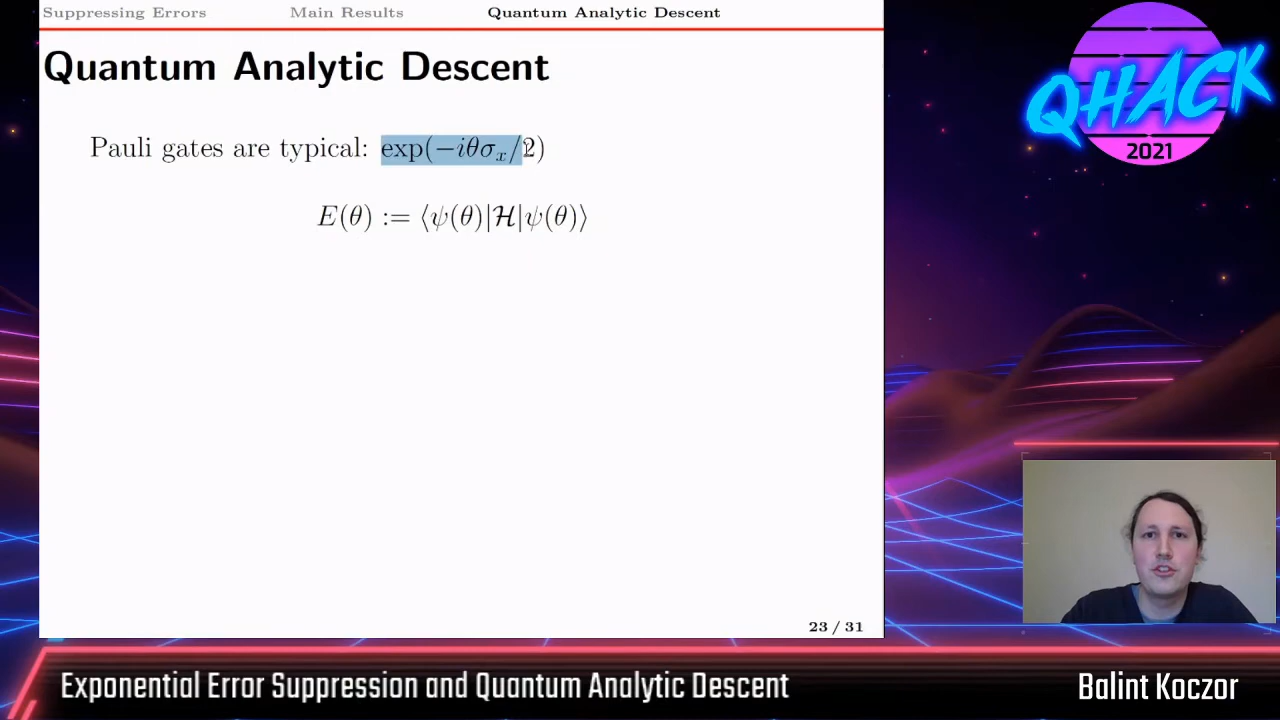 Suppressing Errors Main Results Quantum Analytic Descent
Quantum Analytic Descent
Pauli gates are typical: exp(−iθσₓ/2)
E(θ) := ⟨ψ(θ)|ℋ|ψ(θ)⟩
23 / 31
QHACK
2021
Exponential Error Suppression and Quantum Analytic Descent
Balint Koczor